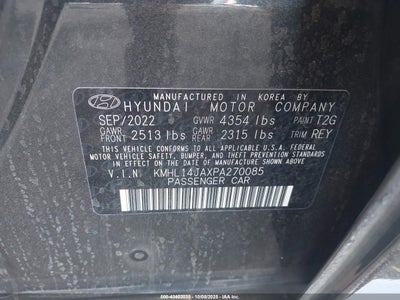 MANUFACTURED IN KOREA BY
HYUNDAI MOTOR COMPANY
SEP/2022 GVWR 4354 lbs PAINT T2G
GAWR FRONT 2513 lbs GAWR REAR 2315 lbs TRIM REY
THIS VEHICLE CONFORMS TO ALL APPLICABLE U.S.A. FEDERAL
MOTOR VEHICLE SAFETY, BUMPER, AND THEFT PREVENTION STANDARDS
IN EFFECT ON THE DATE OF MANUFACTURE SHOWN ABOVE.
V.I.N KMHL14JAXPA270085
PASSENGER CAR